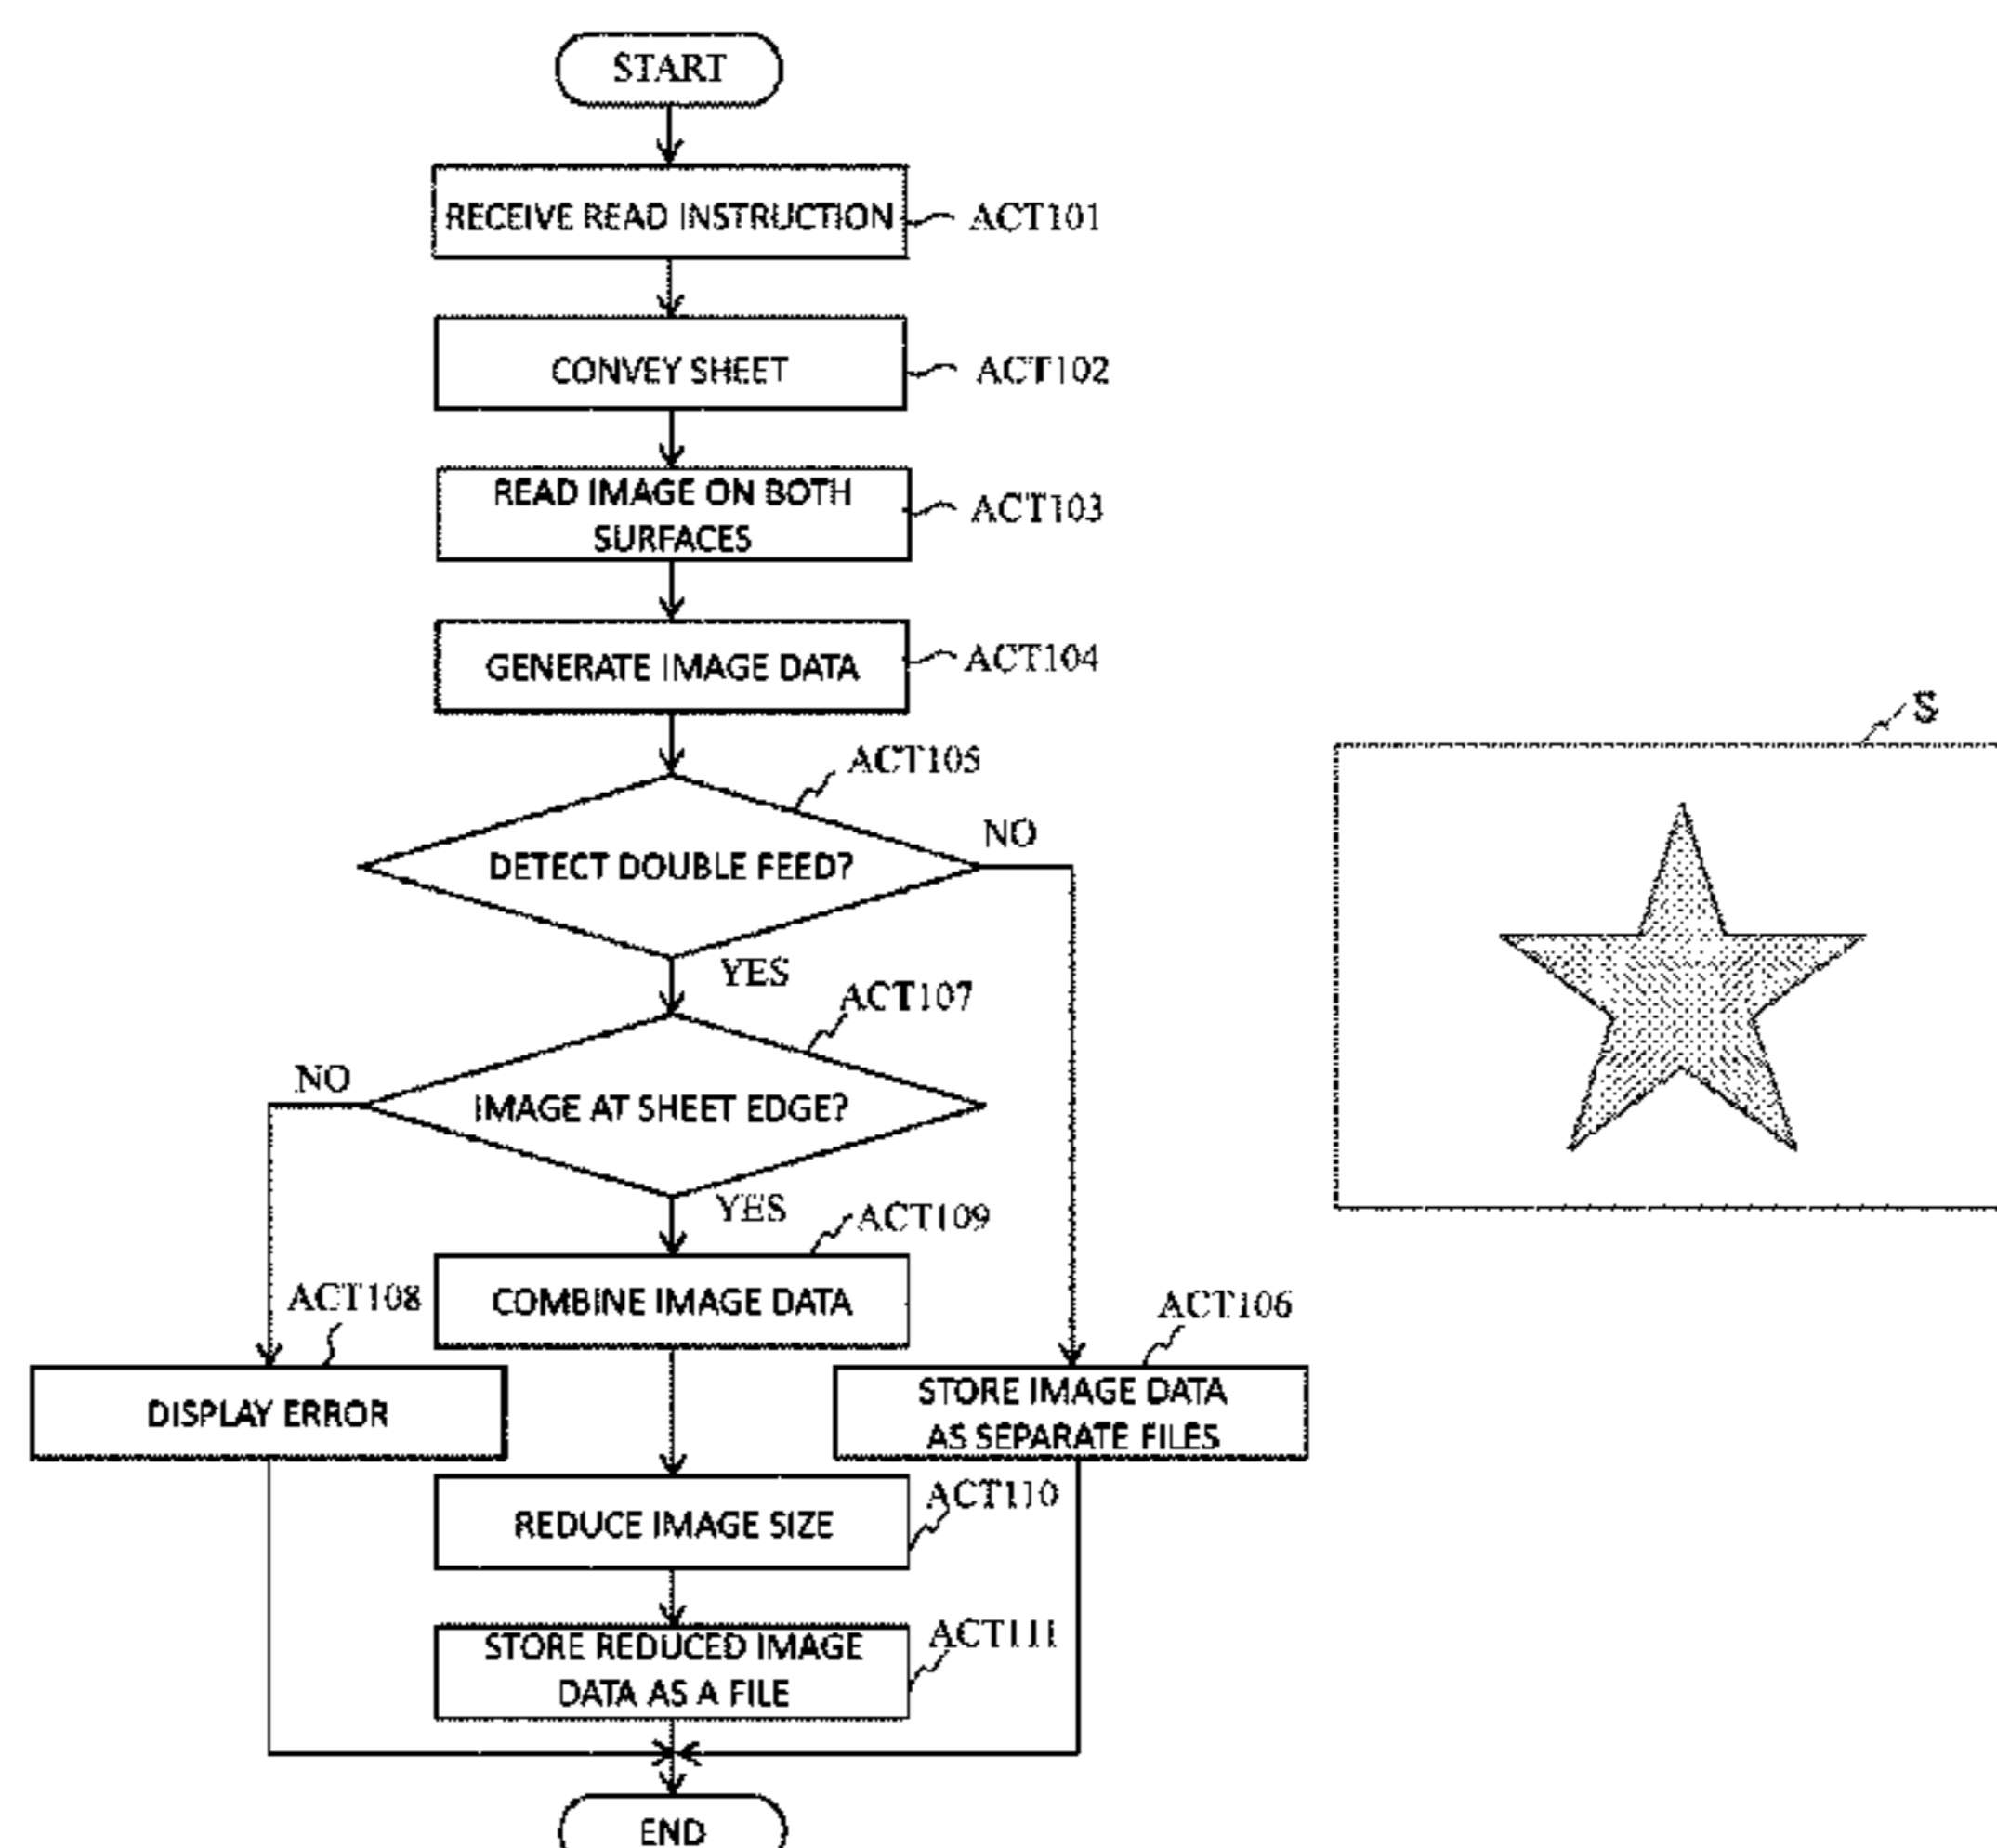 START
RECEIVE READ INSTRUCTION
ACT101
CONVEY SHEET
ACT102
READ IMAGE ON BOTH
SURFACES
ACT103
GENERATE IMAGE DATA
ACT104
S
ACT105
DETECT DOUBLE FEED?
NO
YES
ACT107
NO
IMAGE AT SHEET EDGE?
YES
ACT109
COMBINE IMAGE DATA
ACT108
DISPLAY ERROR
ACT106
STORE IMAGE DATA
AS SEPARATE FILES
ACT110
REDUCE IMAGE SIZE
ACT111
STORE REDUCED IMAGE
DATA AS A FILE
END